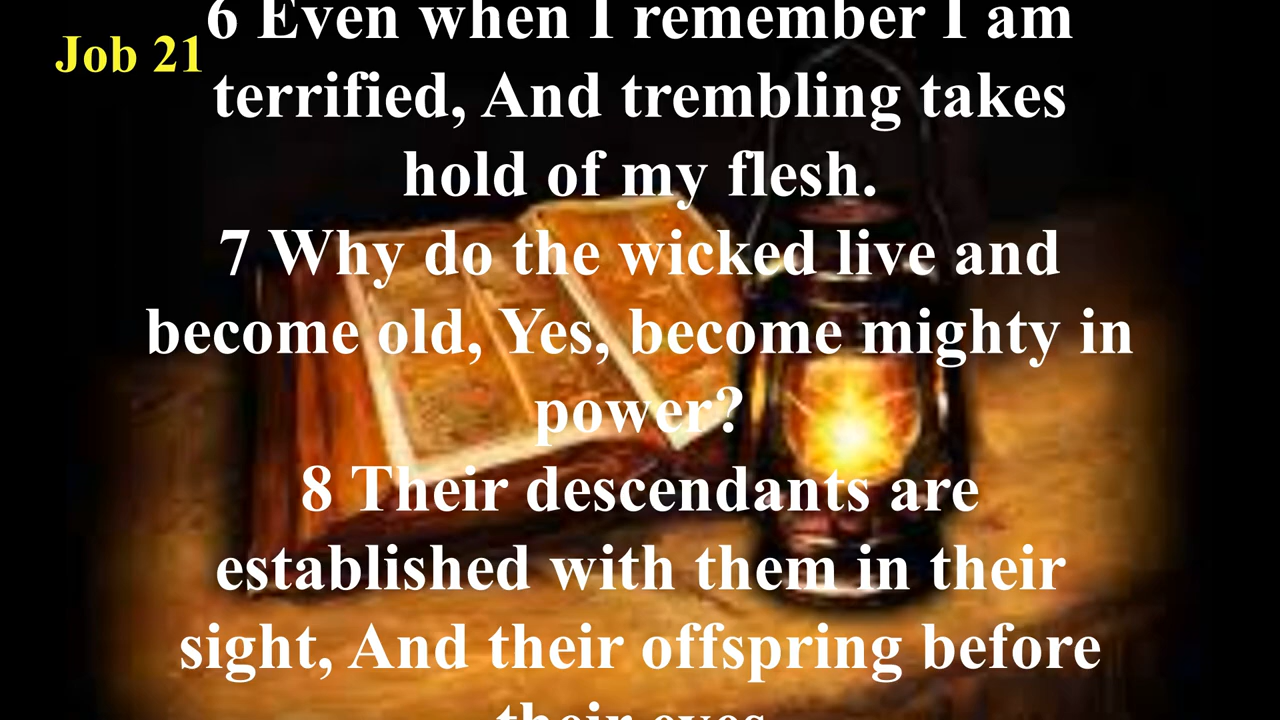 Job 21
6 Even when I remember I am
terrified, And trembling takes
hold of my flesh.
7 Why do the wicked live and
become old, Yes, become mighty in
power?
8 Their descendants are
established with them in their
sight, And their offspring before
their eyes.